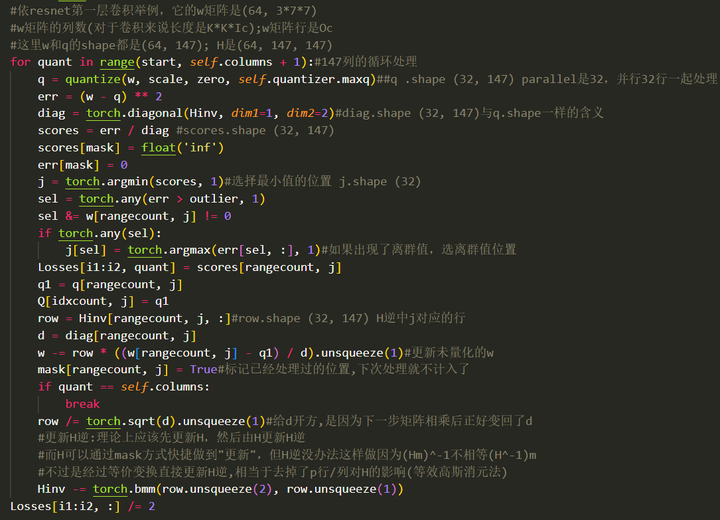 #依resnet第一层卷积举例，它的w矩阵是(64, 3*7*7)
#w矩阵的列数(对于卷积来说长度是K*K*Ic);w矩阵行是Oc
#这里w和q的shape都是(64, 147); H是(64, 147, 147)
for quant in range(start, self.columns + 1):#147列的循环处理
    q = quantize(w, scale, zero, self.quantizer.maxq)##q .shape (32, 147) parallel是32，并行32行一起处理
    err = (w - q) ** 2
    diag = torch.diagonal(Hinv, dim1=1, dim2=2)#diag.shape (32, 147)与q.shape一样的含义
    scores = err / diag #scores.shape (32, 147)
    scores[mask] = float('inf')
    err[mask] = 0
    j = torch.argmin(scores, 1)#选择最小值的位置 j.shape (32)
    sel = torch.any(err > outlier, 1)
    sel &= w[rangecount, j] != 0
    if torch.any(sel):
        j[sel] = torch.argmax(err[sel, :], 1)#如果出现了离群值，选离群值位置
    Losses[i1:i2, quant] = scores[rangecount, j]
    q1 = q[rangecount, j]
    Q[idxcount, j] = q1
    row = Hinv[rangecount, j, :]#row.shape (32, 147) H逆中j对应的行
    d = diag[rangecount, j]
    w -= row * ((w[rangecount, j] - q1) / d).unsqueeze(1)#更新未量化的w
    mask[rangecount, j] = True#标记已经处理过的位置,下次处理就不计入了
    if quant == self.columns:
        break
    row /= torch.sqrt(d).unsqueeze(1)#给d开方,是因为下一步矩阵相乘后正好变回了d
    #更新H逆:理论上应该先更新H，然后由H更新H逆
    #而H可以通过mask方式快捷做到"更新"，但H逆没办法这样做因为(Hm)^-1不相等(H^-1)m
    #不过是经过等价变换直接更新H逆,相当于去掉了p行/列对H的影响(等效高斯消元法)
    Hinv -= torch.bmm(row.unsqueeze(2), row.unsqueeze(1))
Losses[i1:i2, :] /= 2